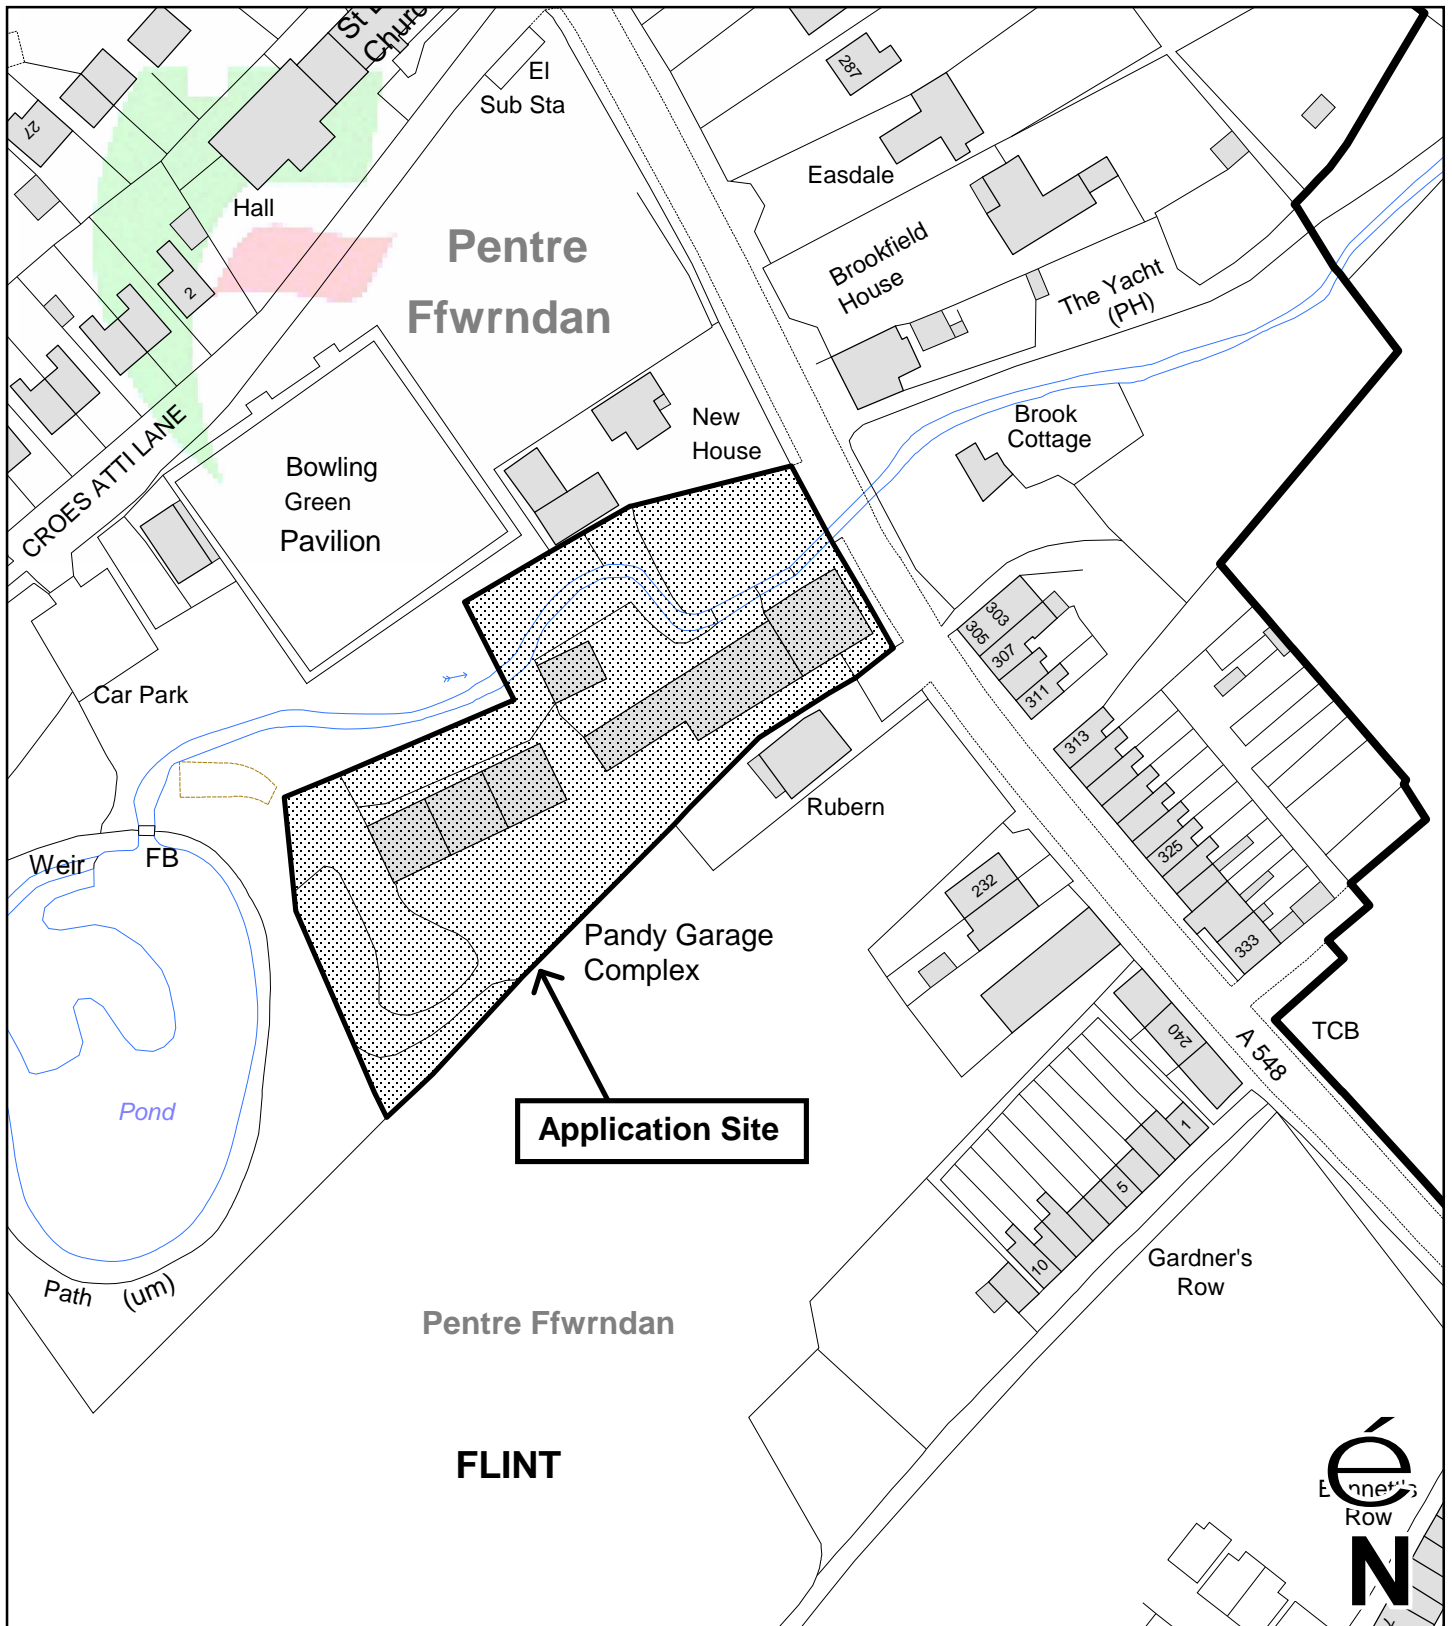 El
Sub Sta
287
27
Easdale
Hall
Pentre
Ffwrndan
Brookfield
House
The Yacht
(PH)
2
CROES ATTI LANE
New
House
Brook
Cottage
Bowling
Green
Pavilion
303
305
307
311
313
325
333
Car Park
Rubern
Weir
FB
232
Pandy Garage
Complex
240
A 548
TCB
Pond
Application Site
1
5
10
Gardner's
Row
Path (um)
Pentre Ffwrndan
FLINT
é
Row
N